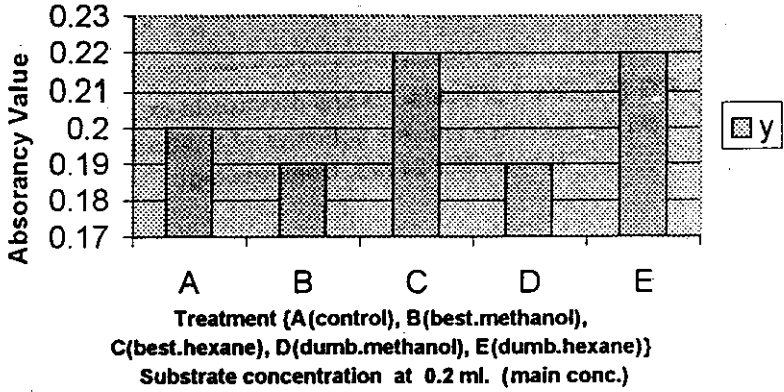 0.23
0.22
0.21
0.2
0.19
0.18
0.17
Absorancy Value
A B C D E
y
Treatment {A(control), B(best.methanol),
C(best.hexane), D(dumb.methanol), E(dumb.hexane)}
Substrate concentration at 0.2 ml. (main conc.)